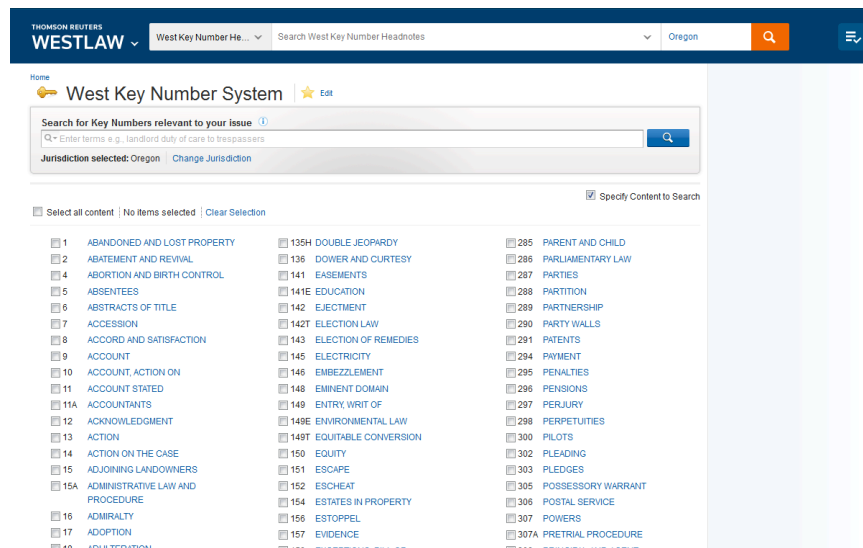 THOMSON REUTERS
WESTLAW
West Key Number He...
Search West Key Number Headnotes
Oregon
Home
West Key Number System
Edit
Search for Key Numbers relevant to your issue
Enter terms e.g., landlord duty of care to trespassers
Jurisdiction selected: Oregon Change Jurisdiction
Specify Content to Search
Select all content No items selected Clear Selection
1 ABANDONED AND LOST PROPERTY
2 ABATEMENT AND REVIVAL
4 ABORTION AND BIRTH CONTROL
5 ABSENTEES
6 ABSTRACTS OF TITLE
7 ACCESSION
8 ACCORD AND SATISFACTION
9 ACCOUNT
10 ACCOUNT, ACTION ON
11 ACCOUNT STATED
11A ACCOUNTANTS
12 ACKNOWLEDGMENT
13 ACTION
14 ACTION ON THE CASE
15 ADJOINING LANDOWNERS
15A ADMINISTRATIVE LAW AND
PROCEDURE
16 ADMIRALTY
17 ADOPTION
135H DOUBLE JEOPARDY
136 DOWER AND CURTESY
141 EASEMENTS
141E EDUCATION
142 EJECTMENT
142T ELECTION LAW
143 ELECTION OF REMEDIES
145 ELECTRICITY
146 EMBEZZLEMENT
148 EMINENT DOMAIN
149 ENTRY, WRIT OF
149E ENVIRONMENTAL LAW
149T EQUITABLE CONVERSION
150 EQUITY
151 ESCAPE
152 ESCHEAT
154 ESTATES IN PROPERTY
156 ESTOPPEL
157 EVIDENCE
285 PARENT AND CHILD
286 PARLIAMENTARY LAW
287 PARTIES
288 PARTITION
289 PARTNERSHIP
290 PARTY WALLS
291 PATENTS
294 PAYMENT
295 PENALTIES
296 PENSIONS
297 PERJURY
298 PERPETUITIES
300 PILOTS
302 PLEADING
303 PLEDGES
305 POSSESSORY WARRANT
306 POSTAL SERVICE
307 POWERS
307A PRETRIAL PROCEDURE